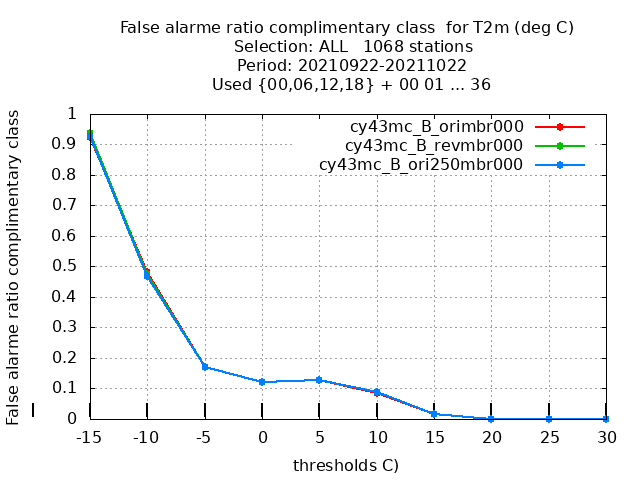 False alarme ratio complimentary class  for T2m (deg C)
Selection: ALL   1068 stations
Period: 20210922-20211022
Used {00,06,12,18} + 00 01 ... 36
False alarme ratio complimentary class
1
0.9
0.8
0.7
0.6
0.5
0.4
0.3
0.2
0.1
0
cy43mc_B_orimbr000
cy43mc_B_revmbr000
cy43mc_B_ori250mbr000
-15 -10 -5 0 5 10 15 20 25 30
thresholds C)